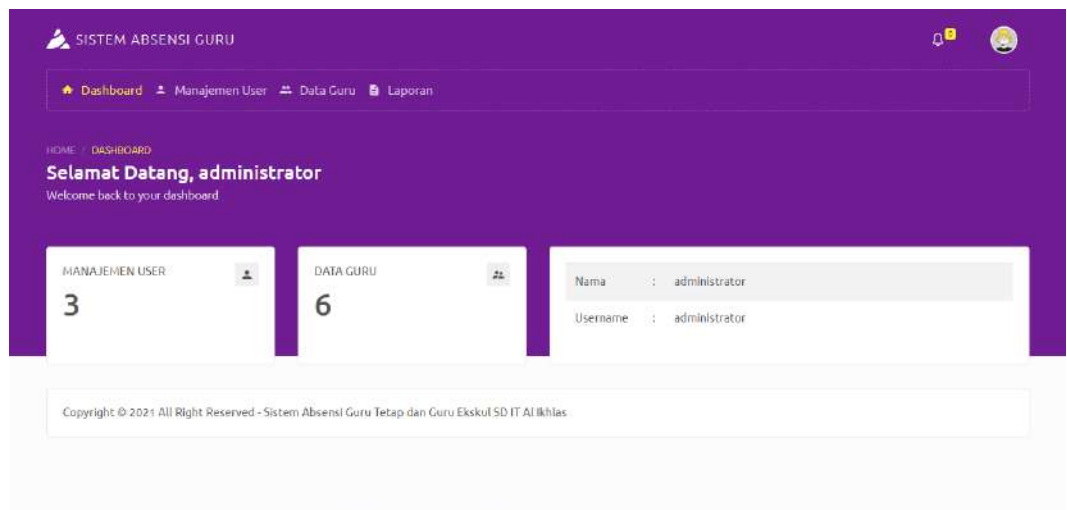 SISTEM ABSENSI GURU
Dashboard Manajemen User Data Guru Laporan
HOME / DASHBOARD
Selamat Datang, administrator
Welcome back to your dashboard
MANAJEMEN USER
3
DATA GURU
6
Nama : administrator
Username : administrator
Copyright © 2021 All Right Reserved - Sistem Absensi Guru Tetap dan Guru Ekskul SD IT Al Ikhlas